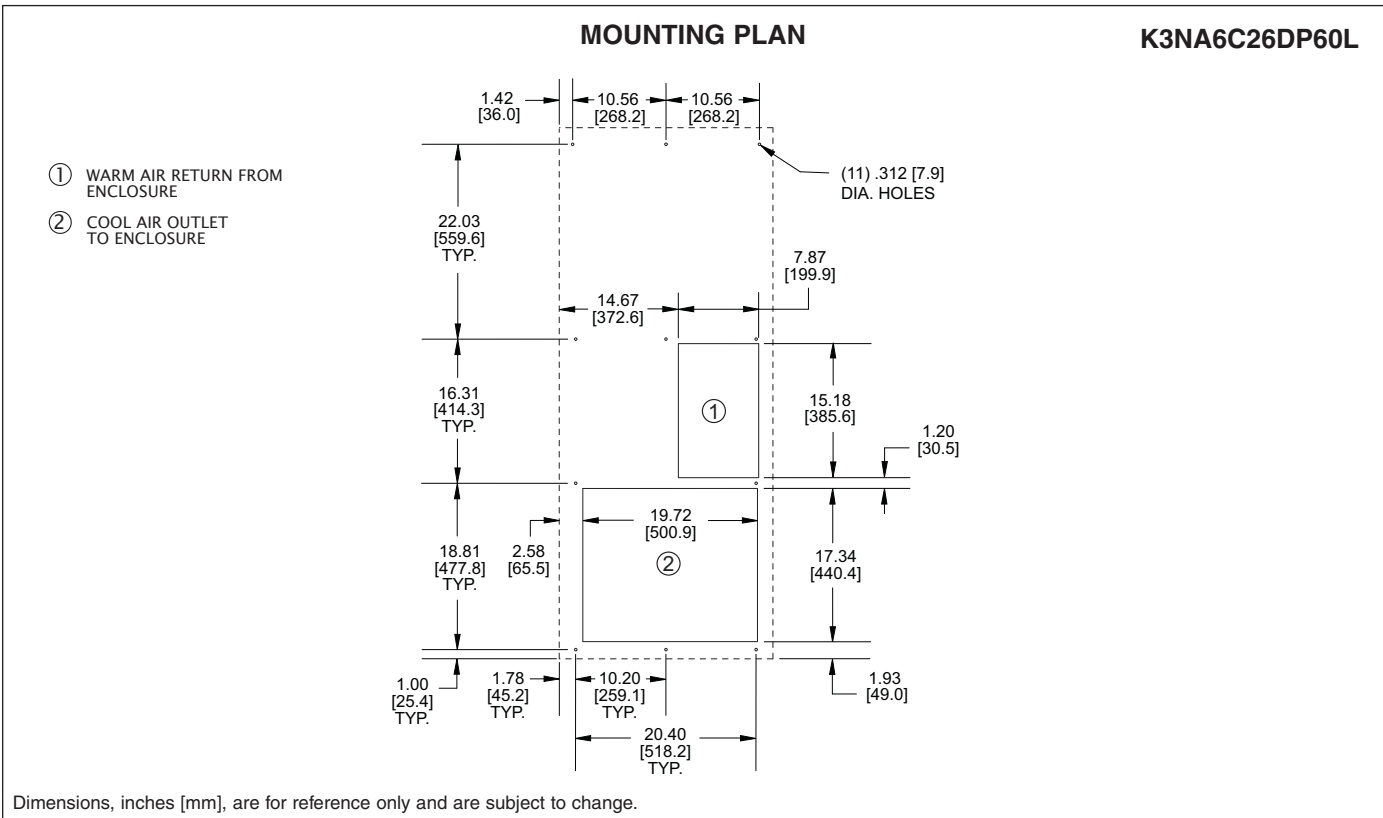 MOUNTING PLAN
K3NA6C26DP60L
1.42
[36.0]
10.56
[268.2]
10.56
[268.2]
① WARM AIR RETURN FROM
ENCLOSURE
② COOL AIR OUTLET
TO ENCLOSURE
(11) .312 [7.9]
DIA. HOLES
22.03
[559.6]
TYP.
7.87
[199.9]
14.67
[372.6]
16.31
[414.3]
TYP.
①
15.18
[385.6]
1.20
[30.5]
19.72
[500.9]
②
18.81
[477.8]
TYP.
2.58
[65.5]
17.34
[440.4]
1.00
[25.4]
TYP.
1.78
[45.2]
TYP.
10.20
[259.1]
TYP.
1.93
[49.0]
20.40
[518.2]
TYP.
Dimensions, inches [mm], are for reference only and are subject to change.